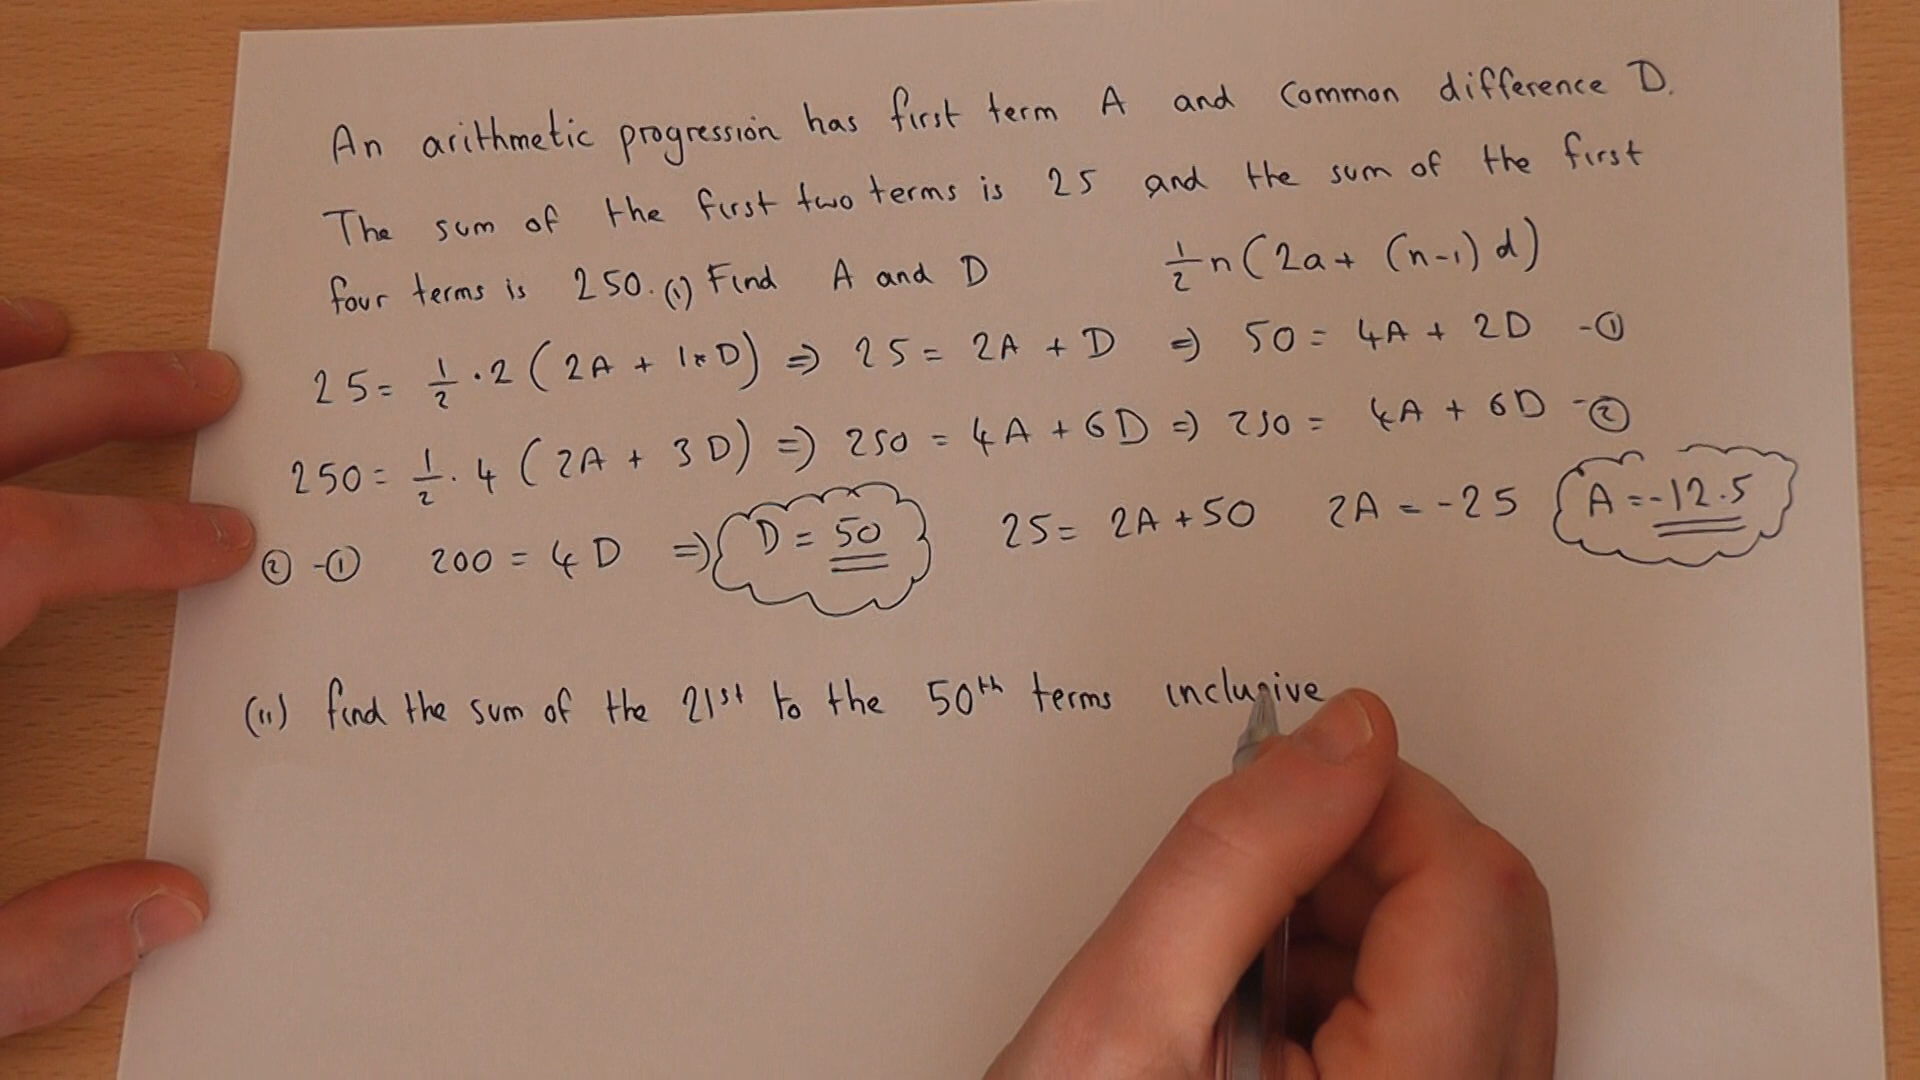 An arithmetic progression has first term A and common difference D.
The sum of the first two terms is 25 and the sum of the first
four terms is 250. (i) Find A and D ½n(2a + (n-1)d)
25 = ½ · 2 (2A + 1×D) ⇒ 25 = 2A + D ⇒ 50 = 4A + 2D -①
250 = ½ · 4 (2A + 3D) ⇒ 250 = 4A + 6D ⇒ 250 = 4A + 6D -②
② -① 200 = 4D ⇒ D = 50 25 = 2A + 50 2A = -25 A = -12.5
(ii) find the sum of the 21st to the 50th terms inclusive